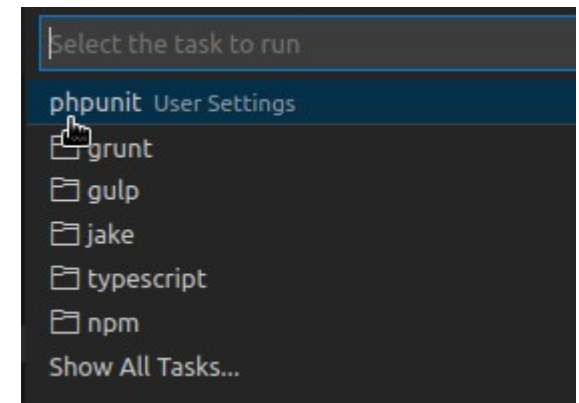 Select the task to run
phpunit User Settings
grunt
gulp
jake
typescript
npm
Show All Tasks...